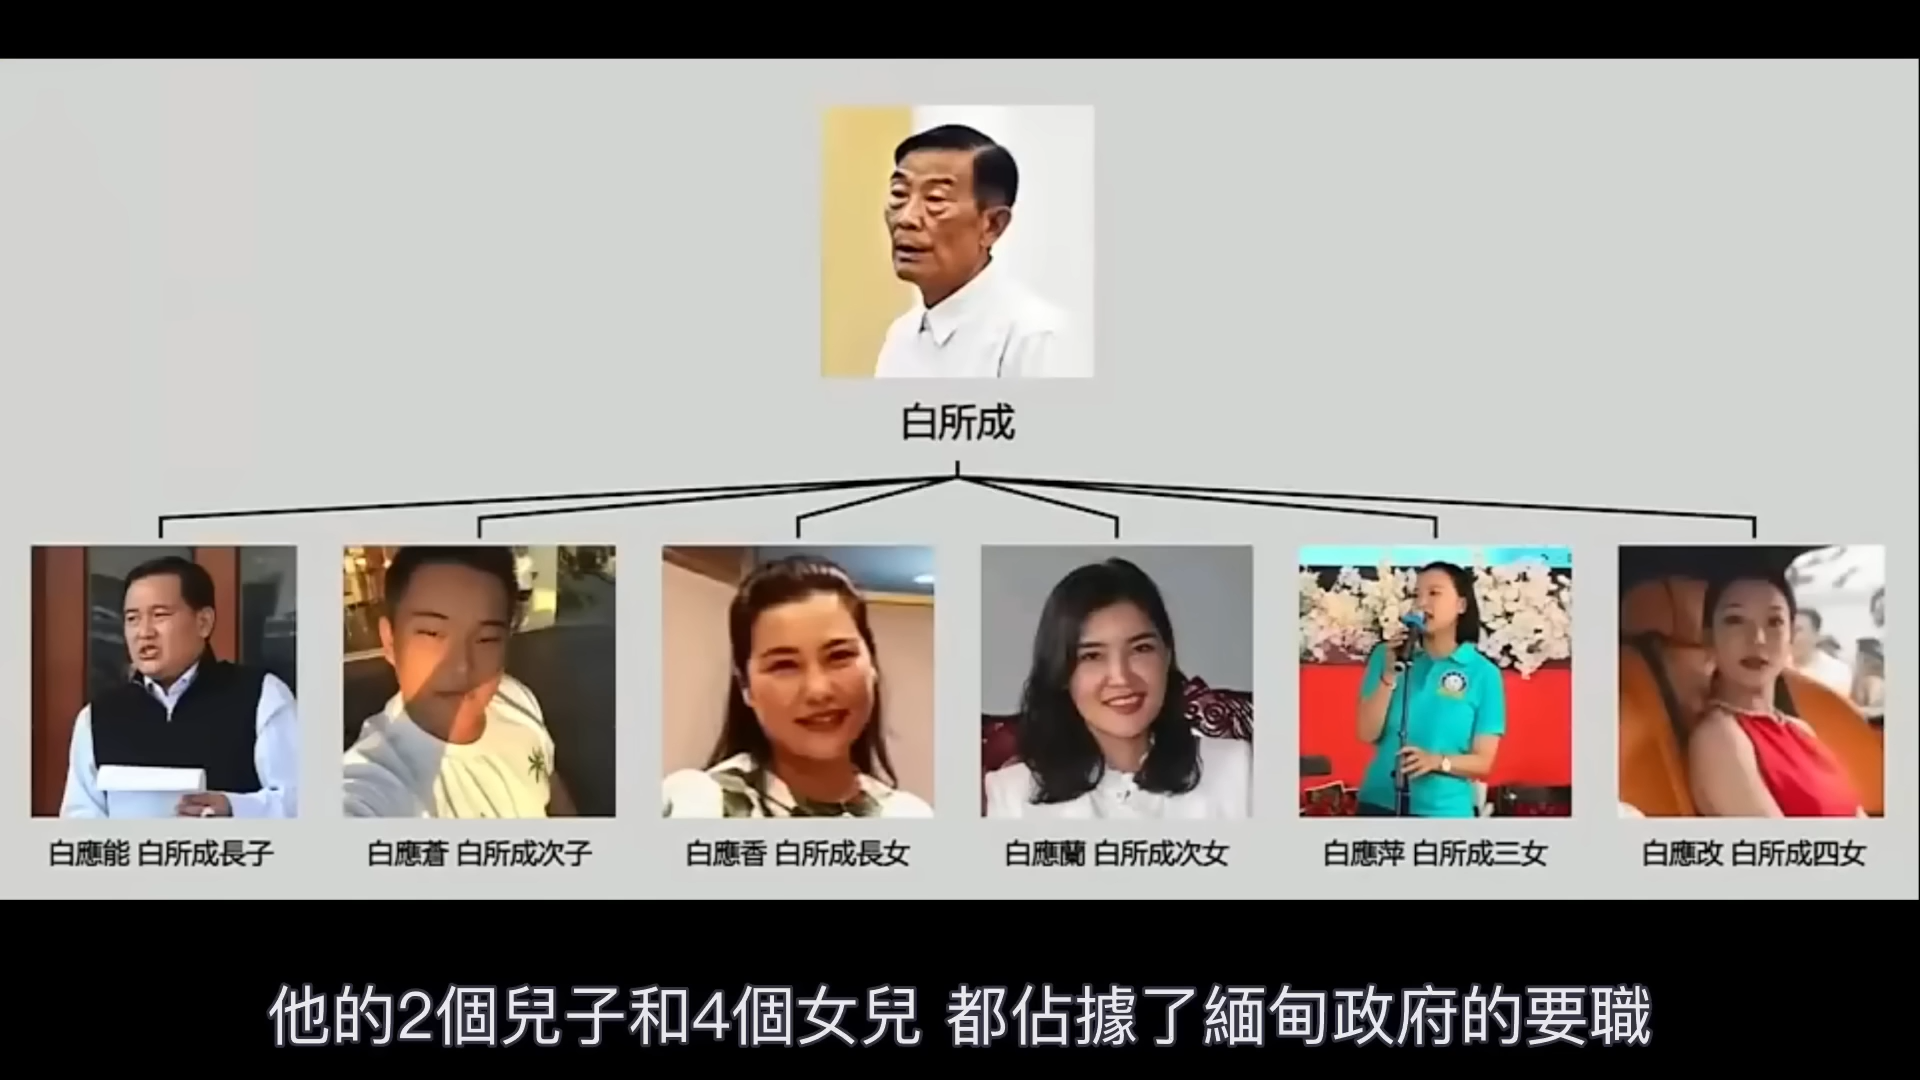 白所成
白應能 白所成長子
白應蒼 白所成次子
白應香 白所成長女
白應蘭 白所成次女
白應萍 白所成三女
白應改 白所成四女
他的2個兒子和4個女兒 都佔據了緬甸政府的要職